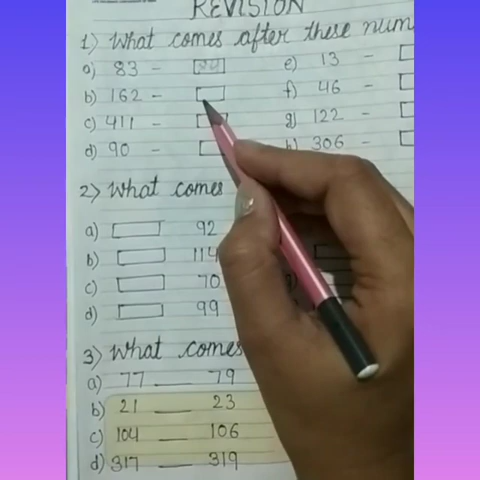 REVISION
1) What comes after these num
a) 83 - 84 e) 13 -
b) 162 - f) 46 -
c) 411 - g) 122 -
d) 90 - h) 306 -
2) What comes
a) 92
b) 114
c) 70
d) 99
3) What comes
a) 77 ___ 79
b) 21 ___ 23
c) 104 ___ 106
d) 317 ___ 319